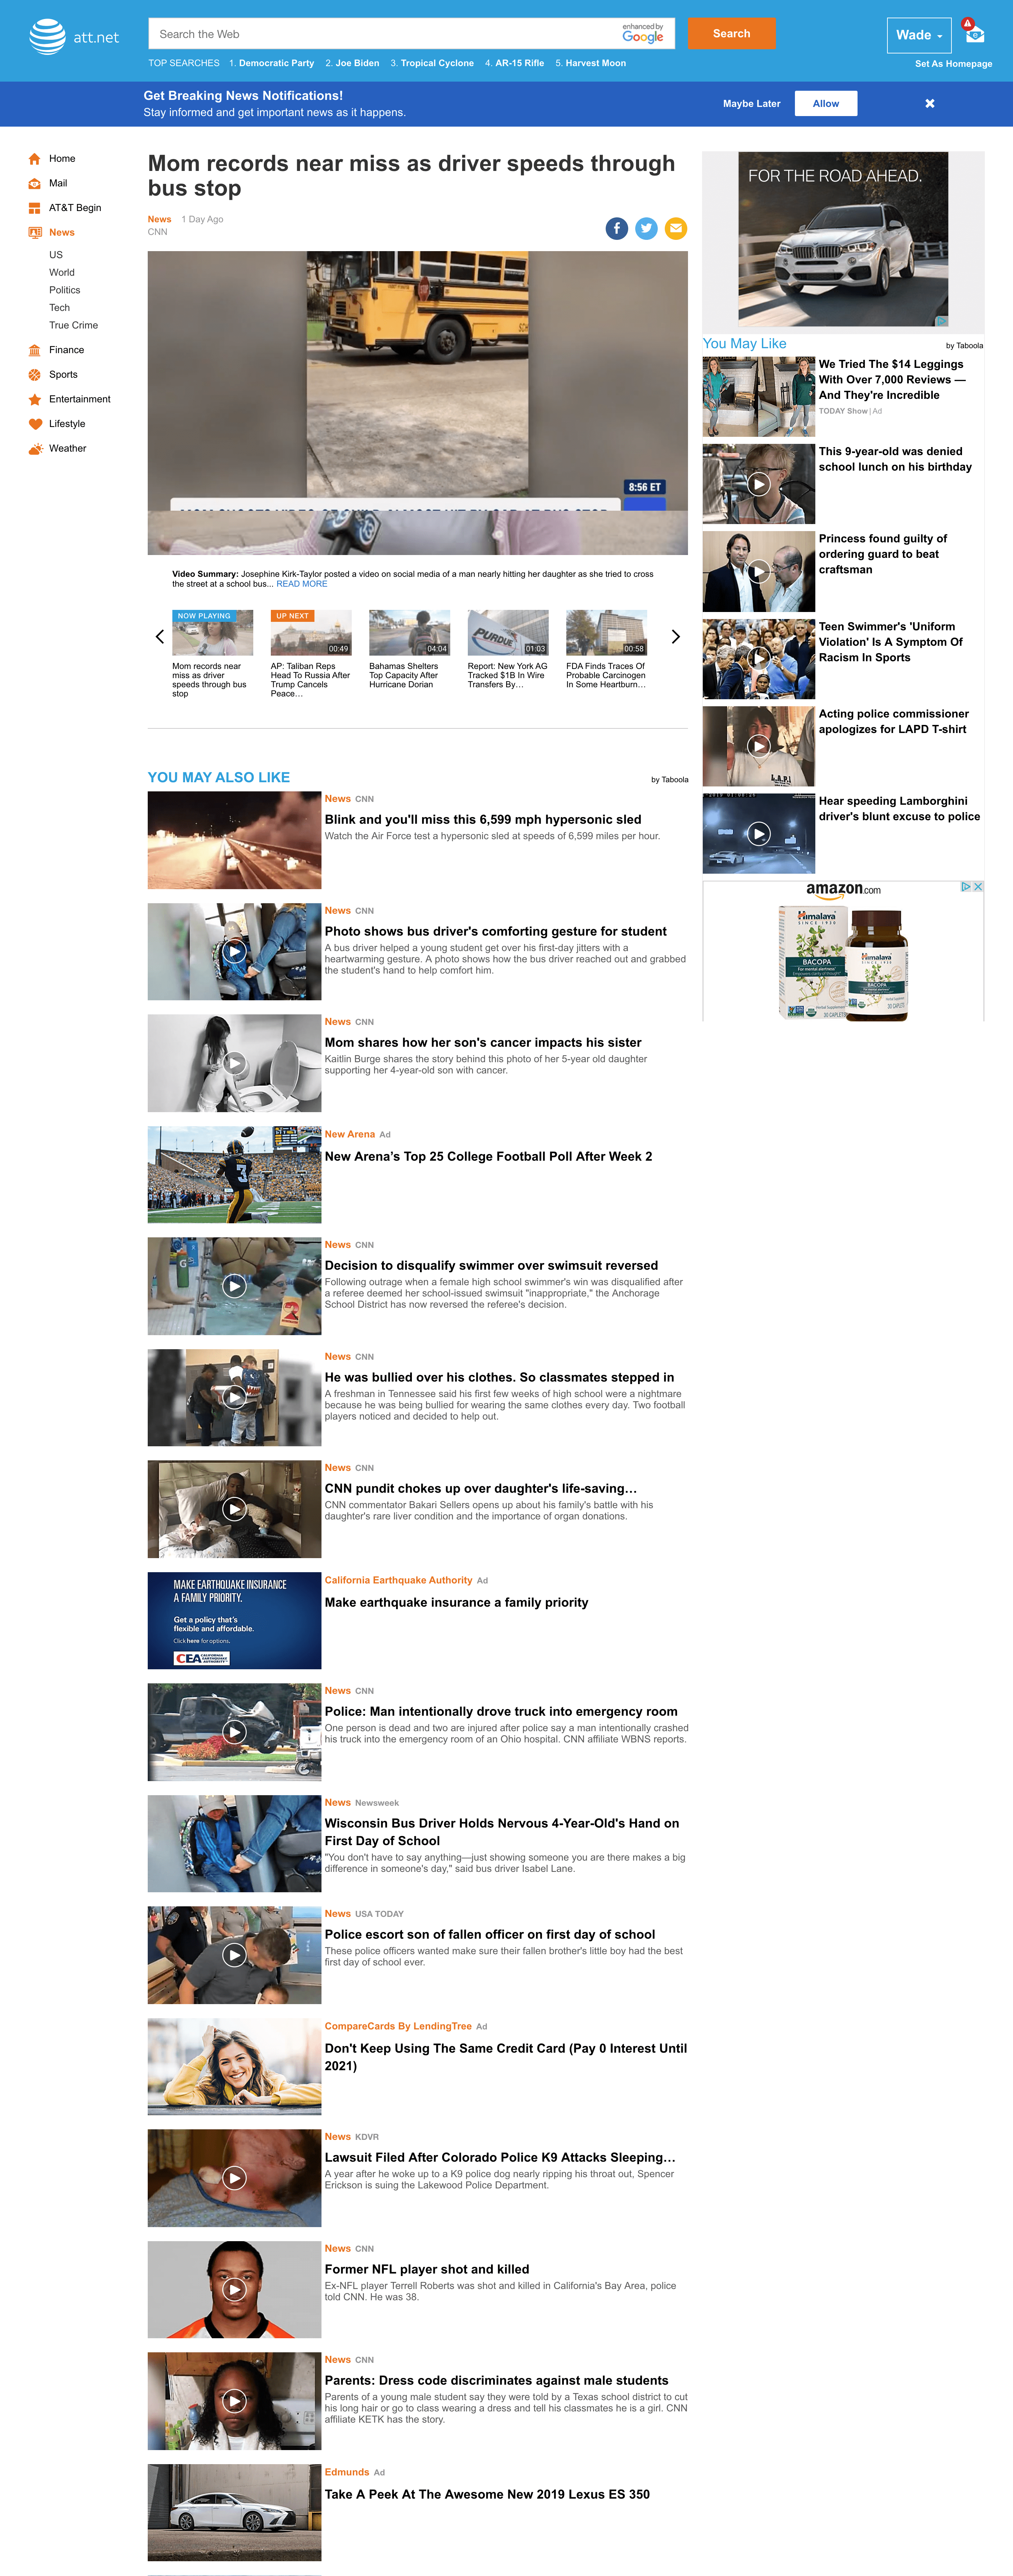 att.net
Search the Web
enhanced by
Google
Search
Wade
TOP SEARCHES 1. Democratic Party 2. Joe Biden 3. Tropical Cyclone 4. AR-15 Rifle 5. Harvest Moon
Set As Homepage
Get Breaking News Notifications!
Stay informed and get important news as it happens.
Maybe Later
Allow
Home
Mail
AT&T Begin
News
US
World
Politics
Tech
True Crime
Finance
Sports
Entertainment
Lifestyle
Weather
Mom records near miss as driver speeds through
bus stop
News 1 Day Ago
CNN
8:56 ET
Video Summary: Josephine Kirk-Taylor posted a video on social media of a man nearly hitting her daughter as she tried to cross
the street at a school bus... READ MORE
NOW PLAYING
Mom records near
miss as driver
speeds through bus
stop
UP NEXT
00:49
AP: Taliban Reps
Head To Russia After
Trump Cancels
Peace…
04:04
Bahamas Shelters
Top Capacity After
Hurricane Dorian
PURDUE
01:03
Report: New York AG
Tracked $1B In Wire
Transfers By…
00:58
FDA Finds Traces Of
Probable Carcinogen
In Some Heartburn…
YOU MAY ALSO LIKE
by Taboola
News CNN
Blink and you'll miss this 6,599 mph hypersonic sled
Watch the Air Force test a hypersonic sled at speeds of 6,599 miles per hour.
News CNN
Photo shows bus driver's comforting gesture for student
A bus driver helped a young student get over his first-day jitters with a
heartwarming gesture. A photo shows how the bus driver reached out and grabbed
the student's hand to help comfort him.
News CNN
Mom shares how her son's cancer impacts his sister
Kaitlin Burge shares the story behind this photo of her 5-year old daughter
supporting her 4-year-old son with cancer.
New Arena Ad
New Arena's Top 25 College Football Poll After Week 2
3
News CNN
Decision to disqualify swimmer over swimsuit reversed
Following outrage when a female high school swimmer's win was disqualified after
a referee deemed her school-issued swimsuit "inappropriate," the Anchorage
School District has now reversed the referee's decision.
News CNN
He was bullied over his clothes. So classmates stepped in
A freshman in Tennessee said his first few weeks of high school were a nightmare
because he was being bullied for wearing the same clothes every day. Two football
players noticed and decided to help out.
News CNN
CNN pundit chokes up over daughter's life-saving…
CNN commentator Bakari Sellers opens up about his family's battle with his
daughter's rare liver condition and the importance of organ donations.
MAKE EARTHQUAKE INSURANCE
A FAMILY PRIORITY.
Get a policy that's
flexible and affordable.
Click here for options.
CEA CALIFORNIA EARTHQUAKE AUTHORITY
California Earthquake Authority Ad
Make earthquake insurance a family priority
News CNN
Police: Man intentionally drove truck into emergency room
One person is dead and two are injured after police say a man intentionally crashed
his truck into the emergency room of an Ohio hospital. CNN affiliate WBNS reports.
News Newsweek
Wisconsin Bus Driver Holds Nervous 4-Year-Old's Hand on
First Day of School
"You don't have to say anything—just showing someone you are there makes a big
difference in someone's day," said bus driver Isabel Lane.
News USA TODAY
Police escort son of fallen officer on first day of school
These police officers wanted make sure their fallen brother's little boy had the best
first day of school ever.
CompareCards By LendingTree Ad
Don't Keep Using The Same Credit Card (Pay 0 Interest Until
2021)
News KDVR
Lawsuit Filed After Colorado Police K9 Attacks Sleeping…
A year after he woke up to a K9 police dog nearly ripping his throat out, Spencer
Erickson is suing the Lakewood Police Department.
News CNN
Former NFL player shot and killed
Ex-NFL player Terrell Roberts was shot and killed in California's Bay Area, police
told CNN. He was 38.
News CNN
Parents: Dress code discriminates against male students
Parents of a young male student say they were told by a Texas school district to cut
his long hair or go to class wearing a dress and tell his classmates he is a girl. CNN
affiliate KETK has the story.
Edmunds Ad
Take A Peek At The Awesome New 2019 Lexus ES 350
FOR THE ROAD AHEAD.
You May Like
by Taboola
We Tried The $14 Leggings
With Over 7,000 Reviews —
And They're Incredible
TODAY Show | Ad
This 9-year-old was denied
school lunch on his birthday
Princess found guilty of
ordering guard to beat
craftsman
Teen Swimmer's 'Uniform
Violation' Is A Symptom Of
Racism In Sports
Acting police commissioner
apologizes for LAPD T-shirt
Hear speeding Lamborghini
driver's blunt excuse to police
amazon.com
Himalaya
SINCE 1930
BACOPA
For mental alertness
30 CAPLETS
Himalaya
BACOPA
30 CAPLETS